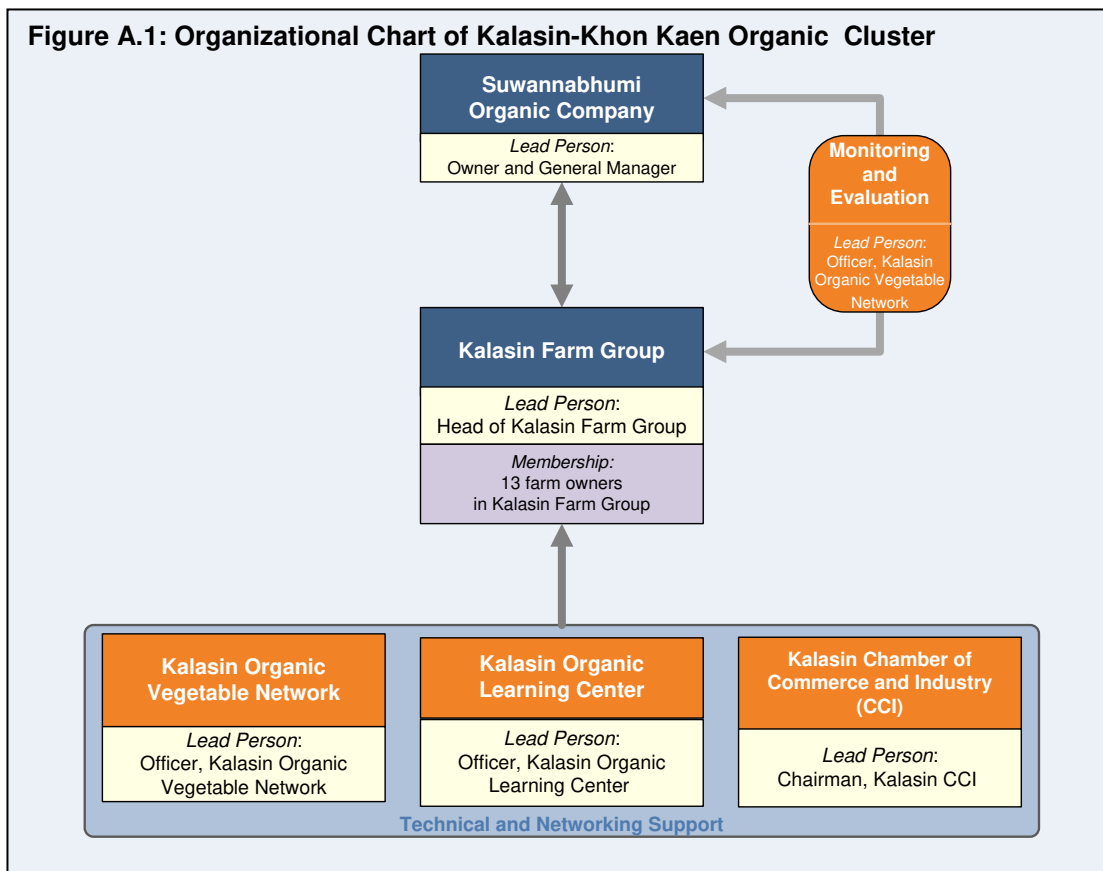 Figure A.1: Organizational Chart of Kalasin-Khon Kaen Organic Cluster
Suwannabhumi
Organic Company
Lead Person:
Owner and General Manager
Monitoring
and
Evaluation
Lead Person:
Officer, Kalasin
Organic Vegetable
Network
Kalasin Farm Group
Lead Person:
Head of Kalasin Farm Group
Membership:
13 farm owners
in Kalasin Farm Group
Kalasin Organic
Vegetable Network
Lead Person:
Officer, Kalasin Organic
Vegetable Network
Kalasin Organic
Learning Center
Lead Person:
Officer, Kalasin Organic
Learning Center
Kalasin Chamber of
Commerce and Industry
(CCI)
Lead Person:
Chairman, Kalasin CCI
Technical and Networking Support